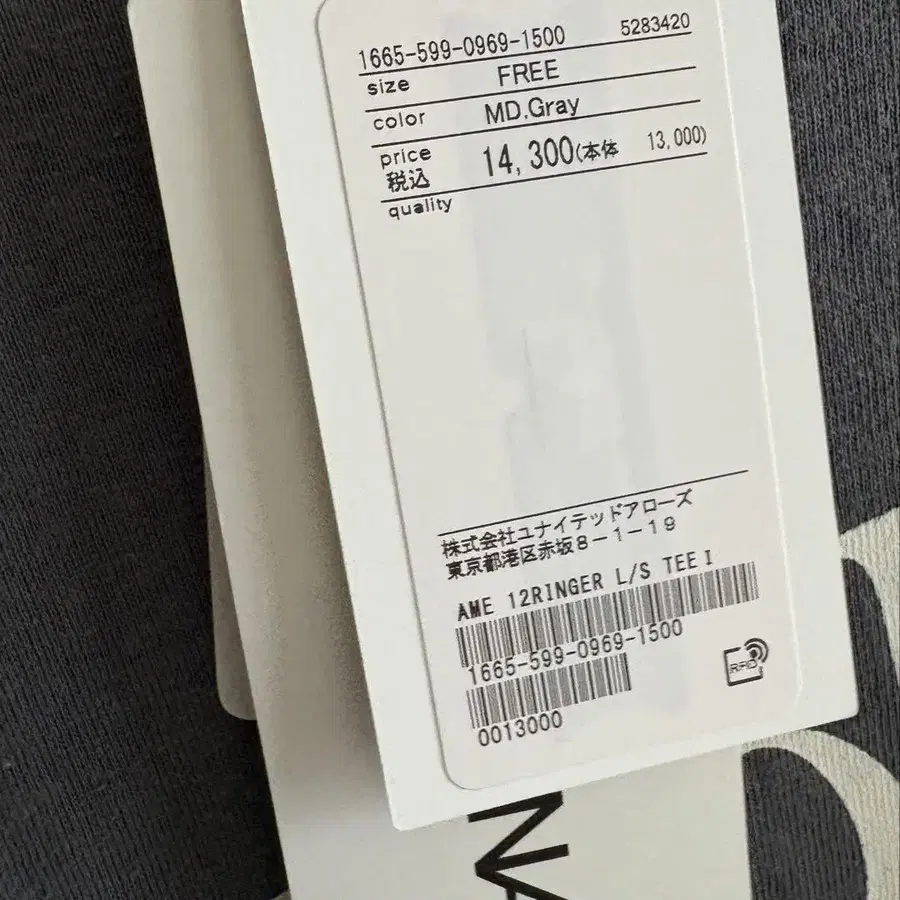 1665-599-0969-1500 5283420
size FREE
color MD.Gray
price
税込 14,300(本体 13,000)
quality
株式会社ユナイテッドアローズ
東京都港区赤坂8-1-19
AME 12RINGER L/S TEE I
1665-599-0969-1500
RFID
0013000
NA